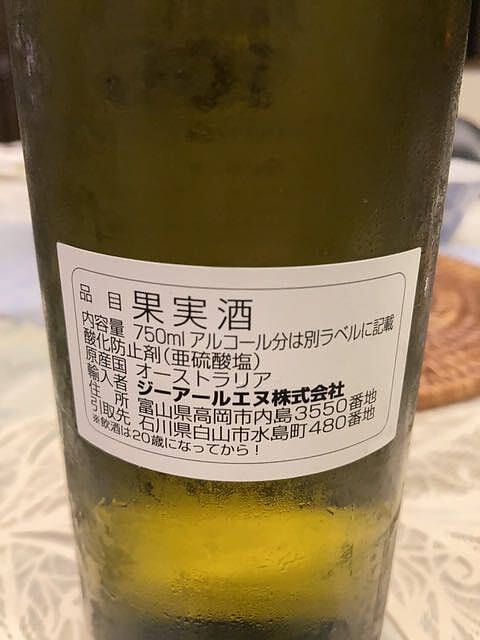 品目 果実酒
内容量 750ml アルコール分は別ラベルに記載
酸化防止剤(亜硫酸塩)
原産国 オーストラリア
輸入者 ジーアールエヌ株式会社
住所 富山県高岡市内島3550番地
引取先 石川県白山市水島町480番地
※飲酒は20歳になってから!